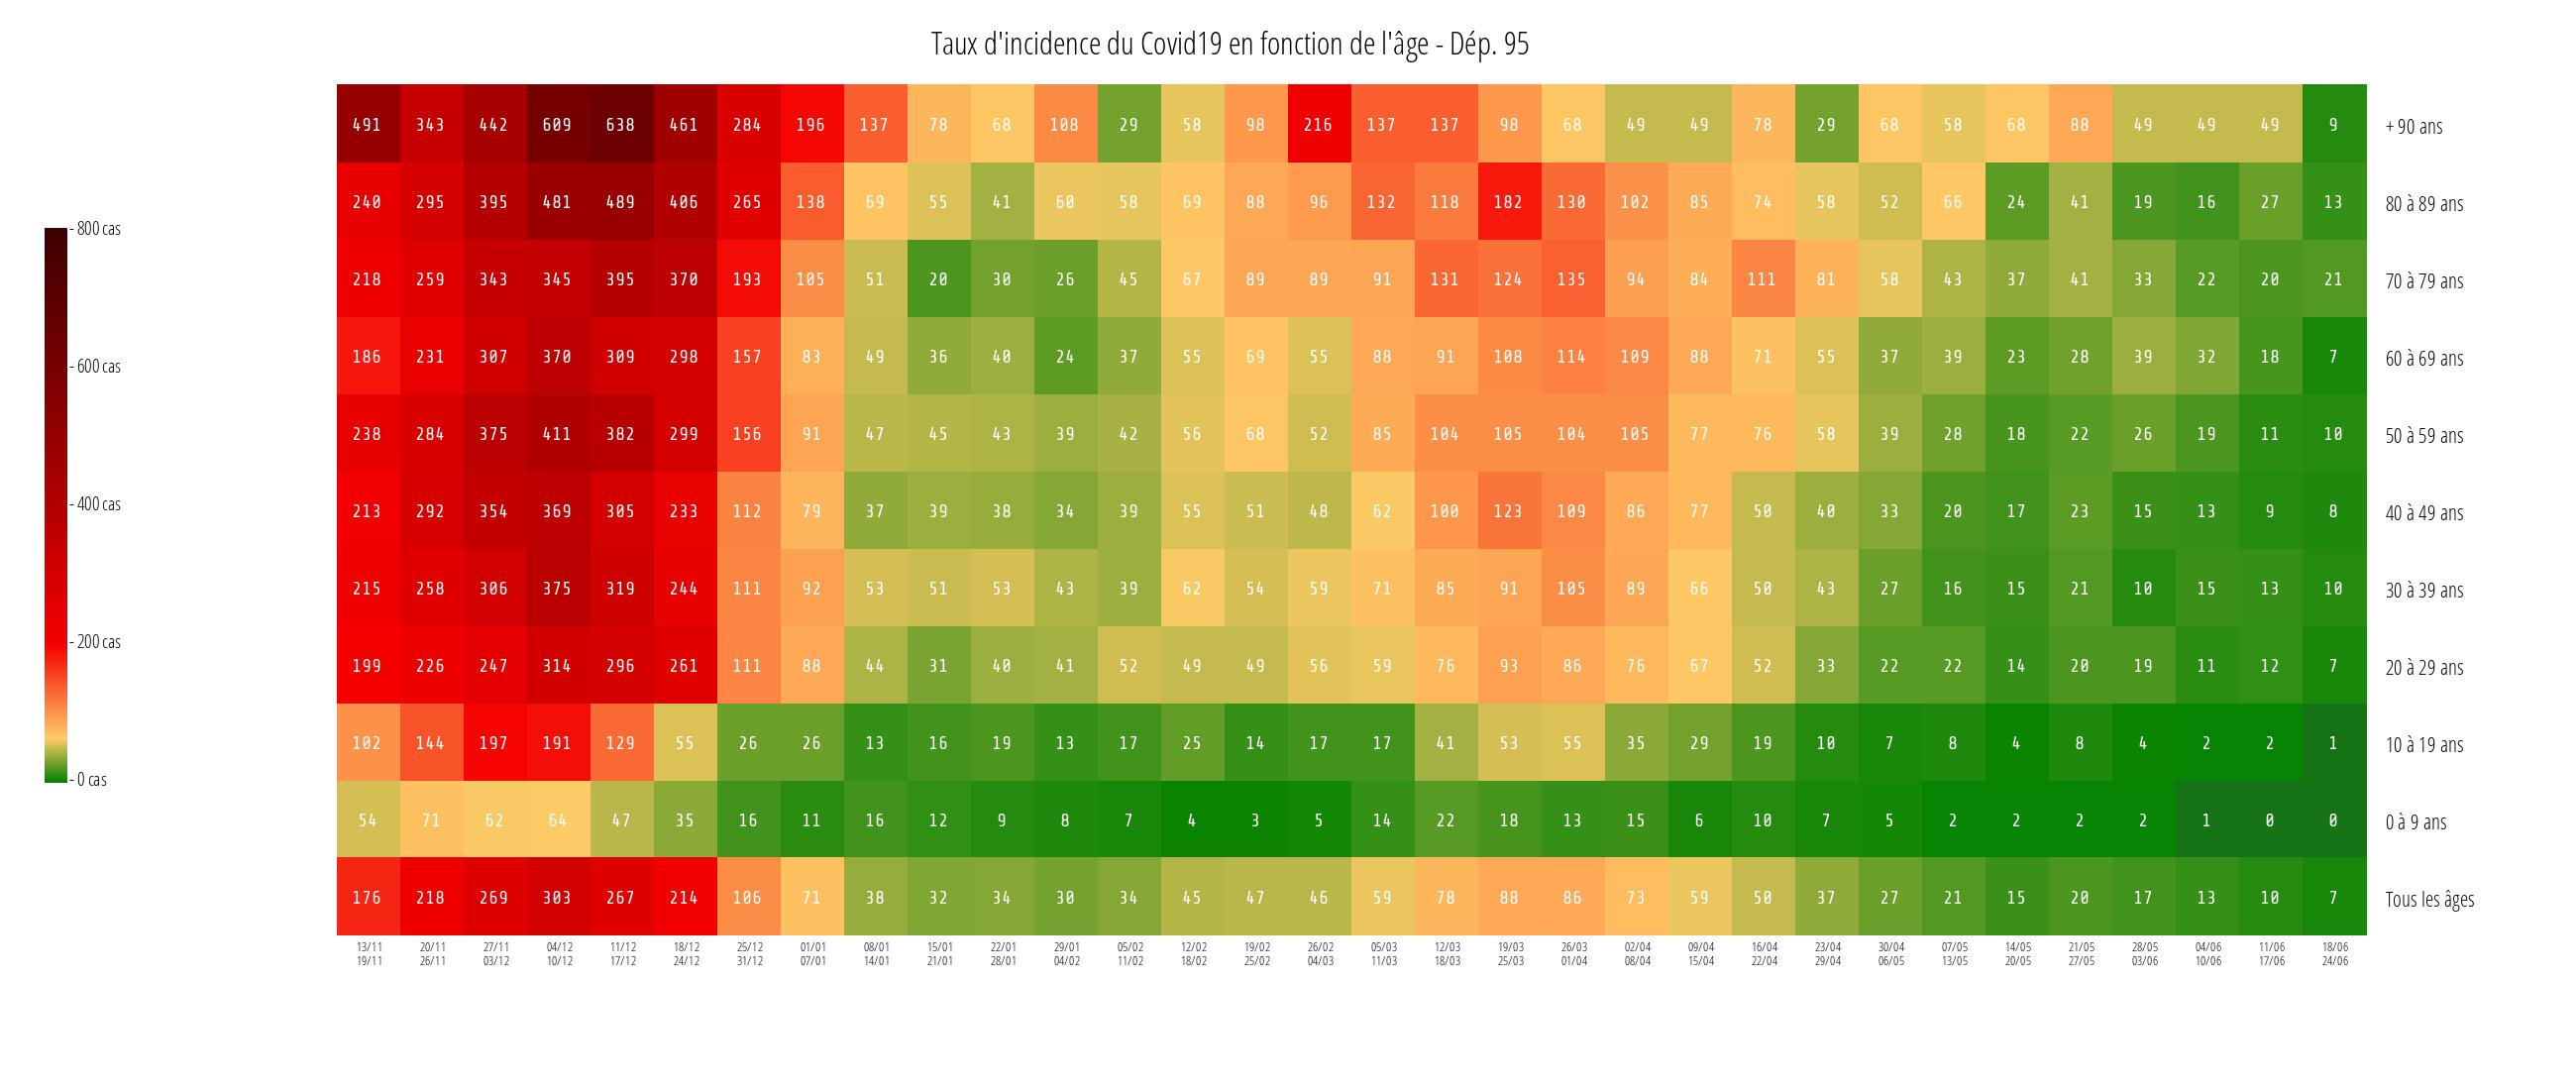 Taux d'incidence du Covid19 en fonction de l'âge - Dép. 95
- 800 cas
- 600 cas
- 400 cas
- 200 cas
- 0 cas
491 343 442 609 638 461 284 196 137 78 68 108 29 58 98 216 137 137 98 68 49 49 78 29 68 58 68 88 49 49 49 9 + 90 ans
240 295 395 481 489 406 265 138 69 55 41 60 58 69 88 96 132 118 182 130 102 85 74 58 52 66 24 41 19 16 27 13 80 à 89 ans
218 259 343 345 395 370 193 105 51 20 30 26 45 67 89 89 91 131 124 135 94 84 111 81 58 43 37 41 33 22 20 21 70 à 79 ans
186 231 307 370 309 298 157 83 49 36 40 24 37 55 69 55 88 91 108 114 109 88 71 55 37 39 23 28 39 32 18 7 60 à 69 ans
238 284 375 411 382 299 156 91 47 45 43 39 42 56 68 52 85 104 105 104 105 77 76 58 39 28 18 22 26 19 11 10 50 à 59 ans
213 292 354 369 305 233 112 79 37 39 38 34 39 55 51 48 62 100 123 109 86 77 50 40 33 20 17 23 15 13 9 8 40 à 49 ans
215 258 306 375 319 244 111 92 53 51 53 43 39 62 54 59 71 85 91 105 89 66 50 43 27 16 15 21 10 15 13 10 30 à 39 ans
199 226 247 314 296 261 111 88 44 31 40 41 52 49 49 56 59 76 93 86 76 67 52 33 22 22 14 20 19 11 12 7 20 à 29 ans
102 144 197 191 129 55 26 26 13 16 19 13 17 25 14 17 17 41 53 55 35 29 19 10 7 8 4 8 4 2 2 1 10 à 19 ans
54 71 62 64 47 35 16 11 16 12 9 8 7 4 3 5 14 22 18 13 15 6 10 7 5 2 2 2 2 1 0 0 0 à 9 ans
176 218 269 303 267 214 106 71 38 32 34 30 34 45 47 46 59 78 88 86 73 59 50 37 27 21 15 20 17 13 10 7 Tous les âges
13/11 20/11 27/11 04/12 11/12 18/12 25/12 01/01 08/01 15/01 22/01 29/01 05/02 12/02 19/02 26/02 05/03 12/03 19/03 26/03 02/04 09/04 16/04 23/04 30/04 07/05 14/05 21/05 28/05 04/06 11/06 18/06
19/11 26/11 03/12 10/12 17/12 24/12 31/12 07/01 14/01 21/01 28/01 04/02 11/02 18/02 25/02 04/03 11/03 18/03 25/03 01/04 08/04 15/04 22/04 29/04 06/05 13/05 20/05 27/05 03/06 10/06 17/06 24/06